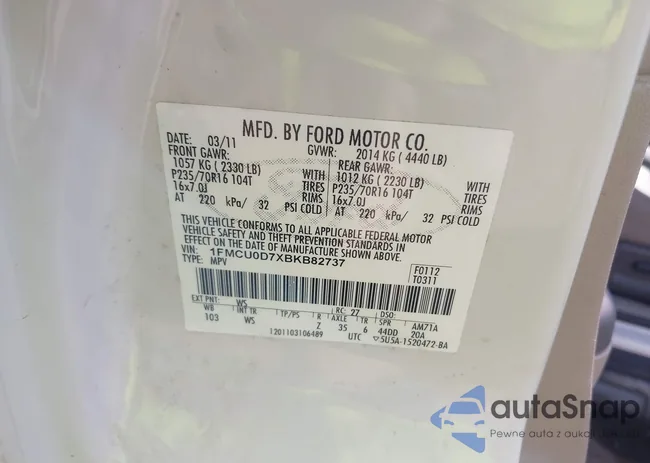 MFD. BY FORD MOTOR CO.
DATE: 03/11 GVWR: 2014 KG ( 4440 LB)
FRONT GAWR: REAR GAWR:
1057 KG ( 2330 LB) WITH 1012 KG ( 2230 LB) WITH
P235/70R16 104T TIRES P235/70R16 104T TIRES
16x7.0J RIMS 16x7.0J RIMS
AT 220 kPa/ 32 PSI COLD AT 220 kPa/ 32 PSI COLD
THIS VEHICLE CONFORMS TO ALL APPLICABLE FEDERAL MOTOR
VEHICLE SAFETY AND THEFT PREVENTION STANDARDS IN
EFFECT ON THE DATE OF MANUFACTURE SHOWN ABOVE.
VIN: 1FMCU0D7XBKB82737
TYPE: MPV
F0112
T0311
EXT PNT: WS RC: 27 DSO:
WB INT TR TP/PS R AXLE TR SPR AM71A
103 WS Z 35 6 44DD 20A
1201103106489 UTC 5U5A-1520472-BA
autaSnap
Pewne auta z aukcji